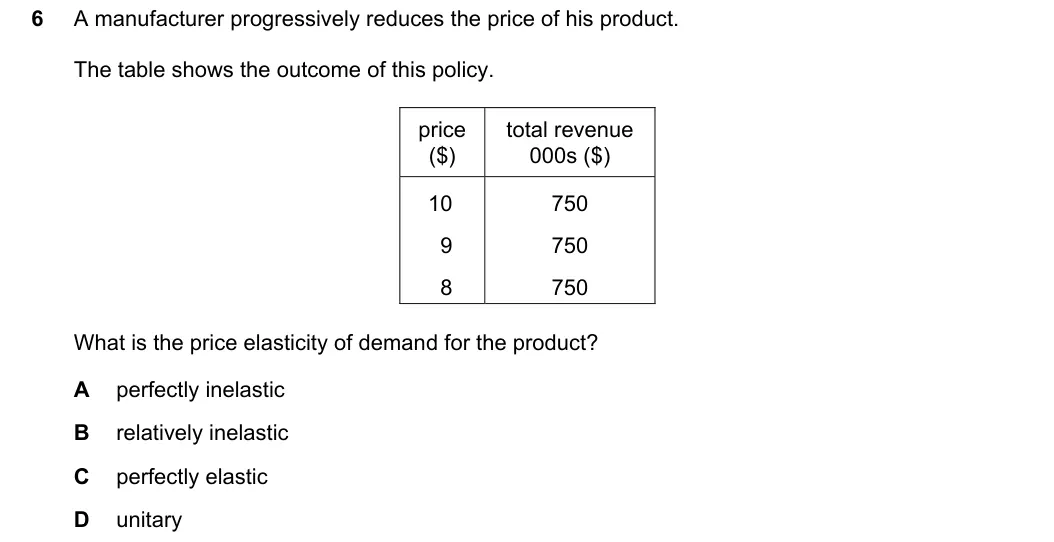 6 A manufacturer progressively reduces the price of his product.
The table shows the outcome of this policy.
price total revenue
($) 000s ($)
10 750
9 750
8 750
What is the price elasticity of demand for the product?
A perfectly inelastic
B relatively inelastic
C perfectly elastic
D unitary